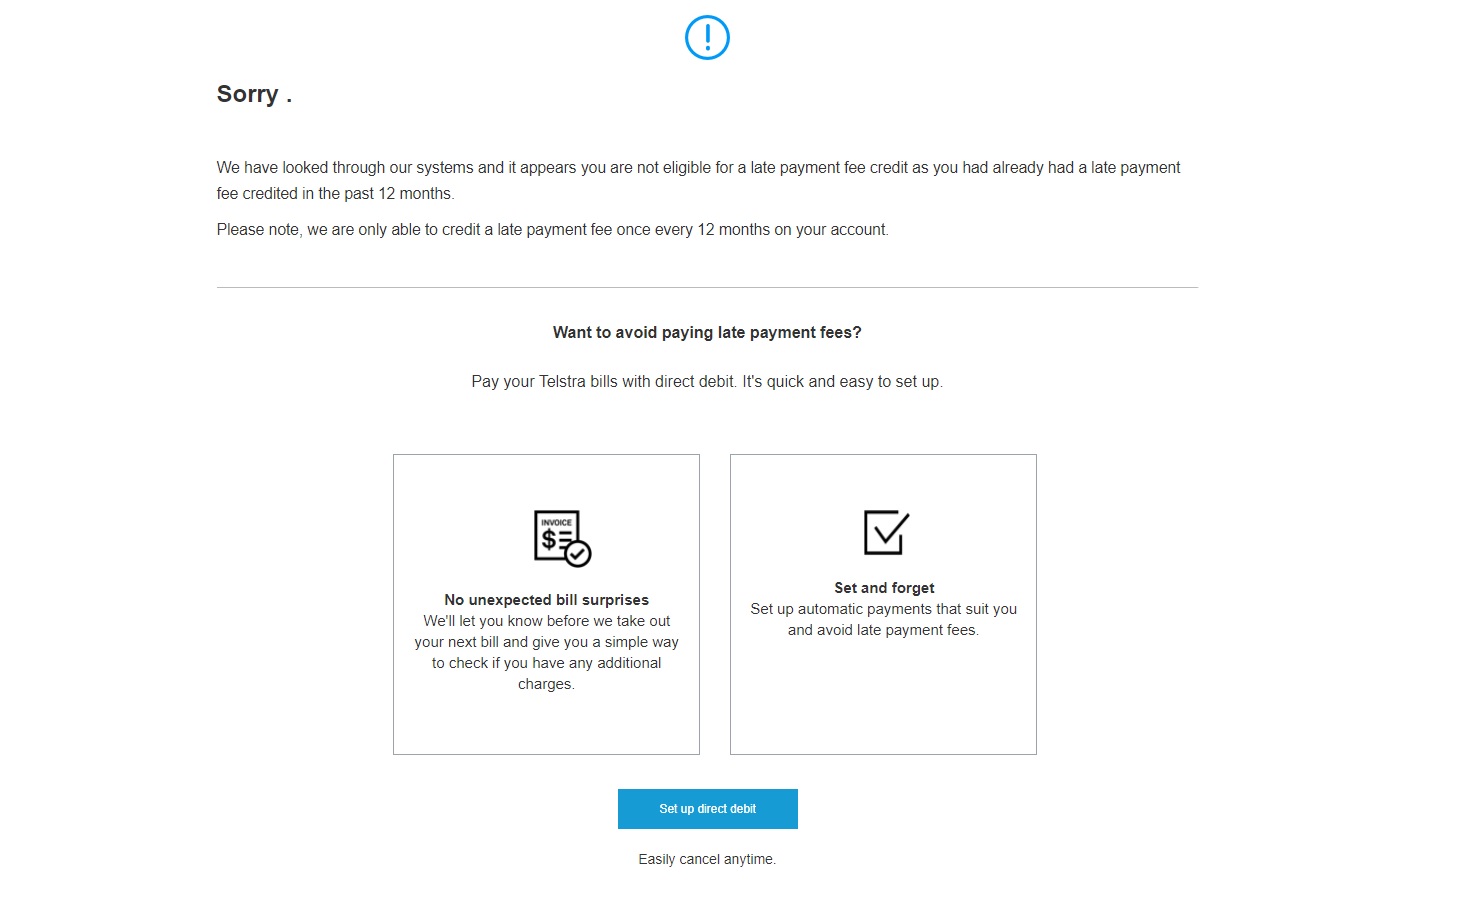 Sorry .
We have looked through our systems and it appears you are not eligible for a late payment fee credit as you had already had a late payment
fee credited in the past 12 months.
Please note, we are only able to credit a late payment fee once every 12 months on your account.
Want to avoid paying late payment fees?
Pay your Telstra bills with direct debit. It's quick and easy to set up.
INVOICE
$
No unexpected bill surprises
We'll let you know before we take out
your next bill and give you a simple way
to check if you have any additional
charges.
Set and forget
Set up automatic payments that suit you
and avoid late payment fees.
Set up direct debit
Easily cancel anytime.